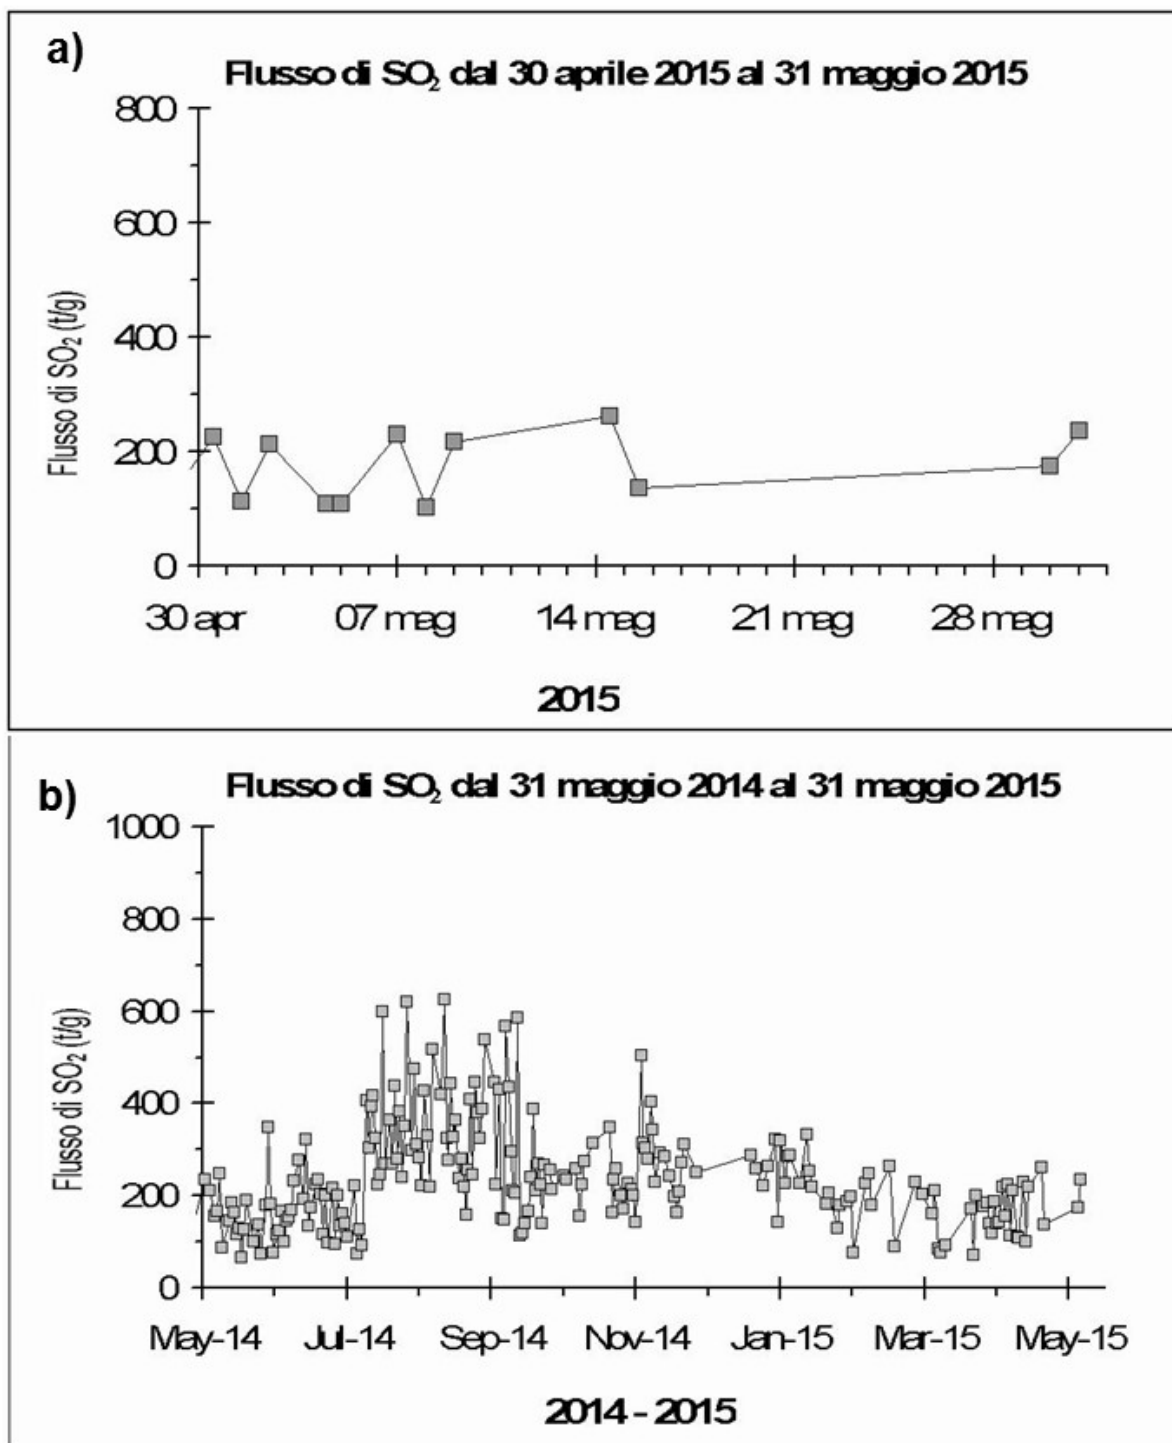 a)
Flusso di SO₂ dal 30 aprile 2015 al 31 maggio 2015
800
600
400
200
0
Flusso di SO₂ (t/g)
30 apr 07 mag 14 mag 21 mag 28 mag
2015
b)
Flusso di SO₂ dal 31 maggio 2014 al 31 maggio 2015
1000
800
600
400
200
0
Flusso di SO₂ (t/g)
May-14 Jul-14 Sep-14 Nov-14 Jan-15 Mar-15 May-15
2014 - 2015